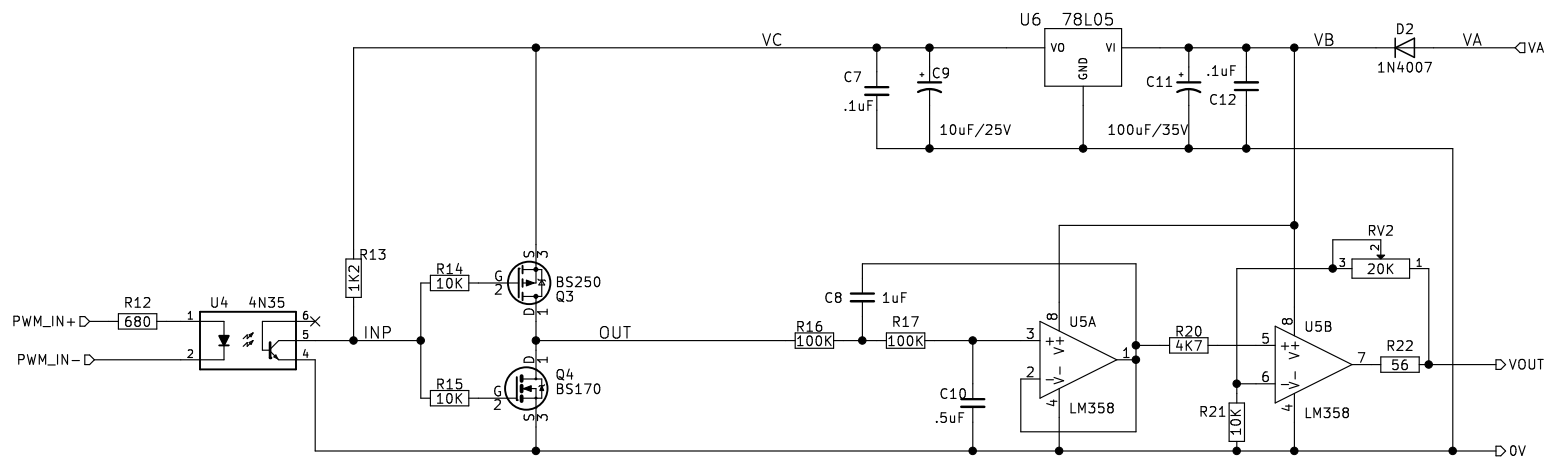 U6 78L05
VC
VO VI
GND
VB
D2
1N4007
VA
VA
C7
.1uF
+
C9
10uF/25V
C11
+
100uF/35V
.1uF
C12
R13
1K2
R14
10K
S 3
G
2
BS250
Q3
D 1
RV2
2
3 20K 1
R12
PWM_IN+ 680
PWM_IN-
U4 4N35
1
2
6
5
4
INP
OUT
C8 1uF
R16
100K
R17
100K
8
U5A
3 ++
V
1
2
V-
4
LM358
R20
4K7
8
U5B
5 ++
V
7
6
V-
4
LM358
R22
56
VOUT
D 1
Q4
BS170
R15
10K
G
2
S 3
C10
.5uF
R21
10K
0V